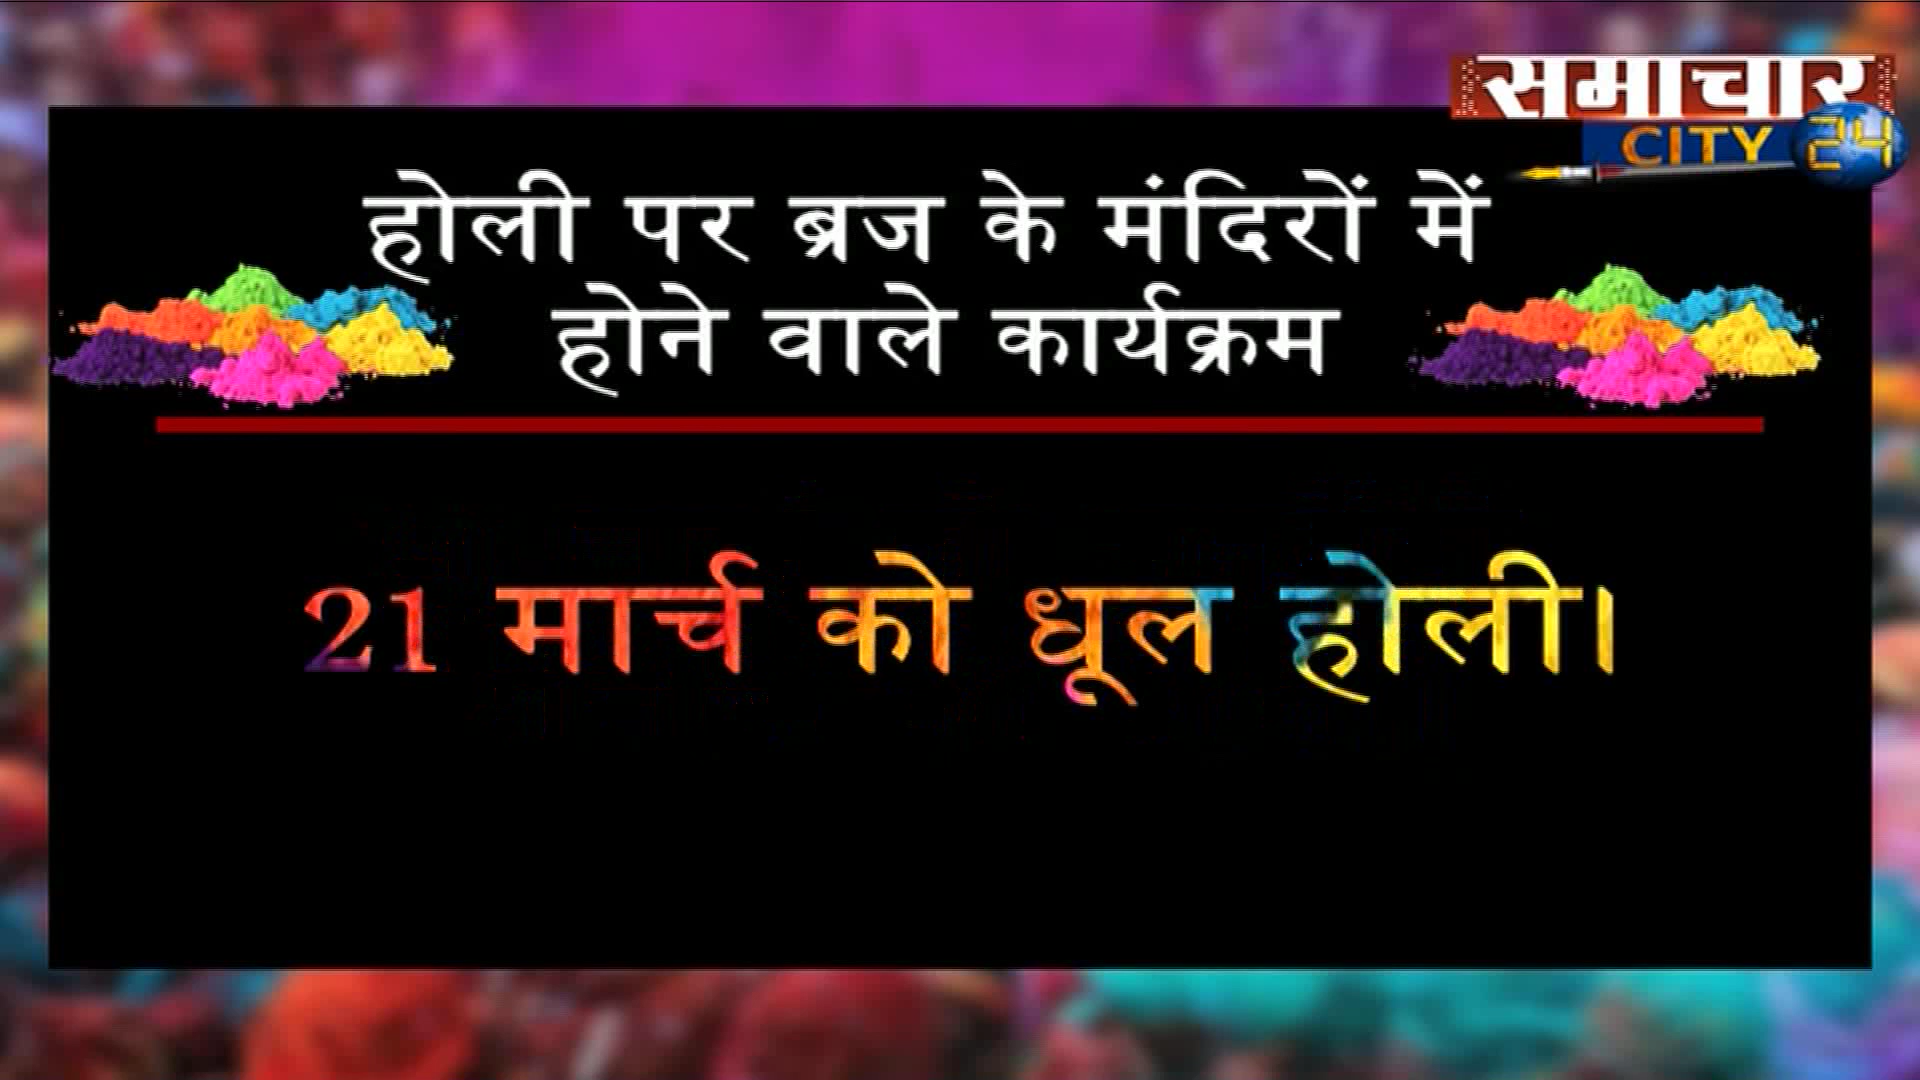 समाचार
CITY 24
होली पर ब्रज के मंदिरों में
होने वाले कार्यक्रम
21 मार्च को धूल होली।